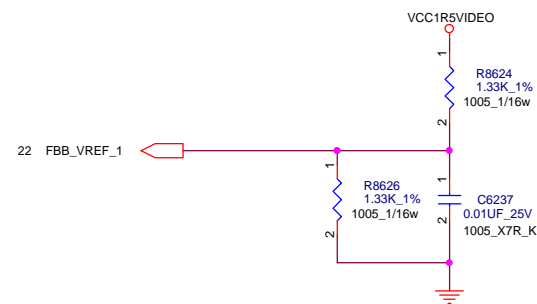 VCC1R5VIDEO
1
R8624
1.33K_1%
1005_1/16w
2
22 FBB_VREF_1
1
R8626
1.33K_1%
1005_1/16w
2
1
C6237
0.01UF_25V
2
1005_X7R_K